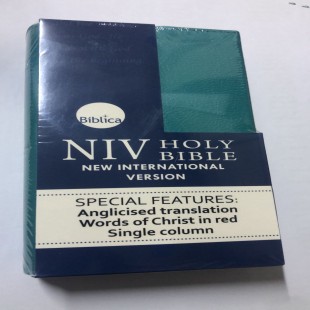 Biblica
NIV HOLY BIBLE
NEW INTERNATIONAL
VERSION
SPECIAL FEATURES:
Anglicised translation
Words of Christ in red
Single column